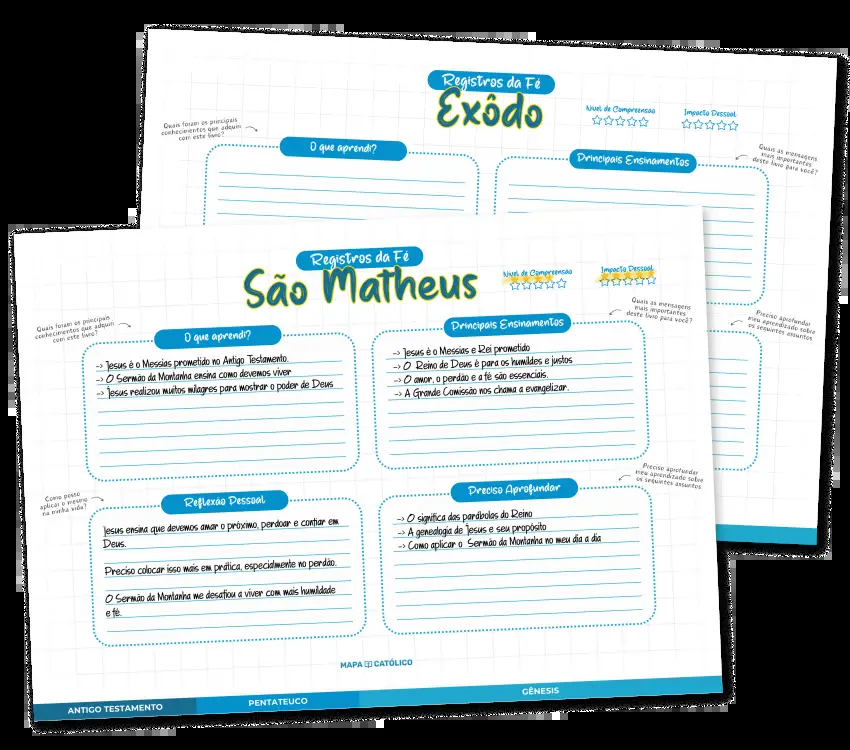 Registros da Fé
Exôdo
Nível de Compreensão
Impacto Pessoal
Quais foram os principais
conhecimentos que adquiri
com este livro?
O que aprendi?
Principais Ensinamentos
Quais as mensagens
mais importantes
deste livro para você?
Preciso aprofundar
meu aprendizado sobre
os seguintes assuntos
Registros da Fé
São Matheus
Nível de Compreensão
Impacto Pessoal
Quais foram os principais
conhecimentos que adquiri
com este livro?
O que aprendi?
-> Jesus é o Messias prometido no Antigo Testamento.
-> O Sermão da Montanha ensina como devemos viver
-> Jesus realizou muitos milagres para mostrar o poder de Deus
Principais Ensinamentos
Quais as mensagens
mais importantes
deste livro para você?
-> Jesus é o Messias e Rei prometido
-> O Reino de Deus é para os humildes e justos
-> O amor, o perdão e a fé são essenciais.
-> A Grande Comissão nos chama a evangelizar.
Como posso
aplicar o mesmo
na minha vida?
Reflexão Pessoal
Jesus ensina que devemos amar o próximo, perdoar e confiar em
Deus.
Preciso colocar isso mais em prática, especialmente no perdão.
O Sermão da Montanha me desafiou a viver com mais humildade
e fé.
Preciso Aprofundar
Preciso aprofundar
meu aprendizado sobre
os seguintes assuntos
-> O significa das parábolas do Reino
-> A genealogia de Jesus e seu propósito
-> Como aplicar o Sermão da Montanha no meu dia a dia
MAPA CATÓLICO
ANTIGO TESTAMENTO
PENTATEUCO
GÊNESIS